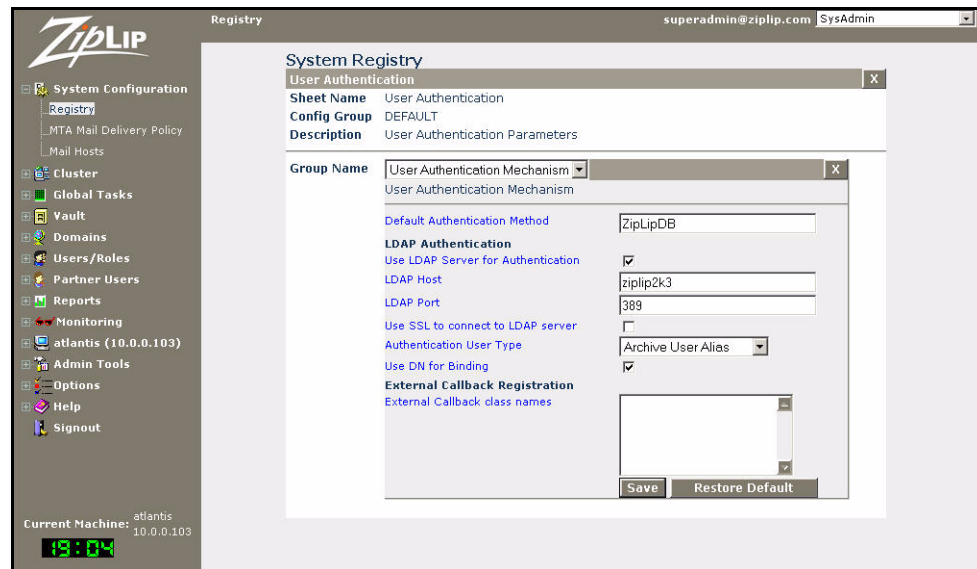 ZipLip
Registry
superadmin@ziplip.com SysAdmin
System Configuration
Registry
MTA Mail Delivery Policy
Mail Hosts
Cluster
Global Tasks
Vault
Domains
Users/Roles
Partner Users
Reports
Monitoring
atlantis (10.0.0.103)
Admin Tools
Options
Help
Signout
Current Machine: atlantis
10.0.0.103
19:04
System Registry
User Authentication X
Sheet Name User Authentication
Config Group DEFAULT
Description User Authentication Parameters
Group Name User Authentication Mechanism X
User Authentication Mechanism
Default Authentication Method ZipLipDB
LDAP Authentication
Use LDAP Server for Authentication
LDAP Host ziplip2k3
LDAP Port 389
Use SSL to connect to LDAP server
Authentication User Type Archive User Alias
Use DN for Binding
External Callback Registration
External Callback class names
Save Restore Default